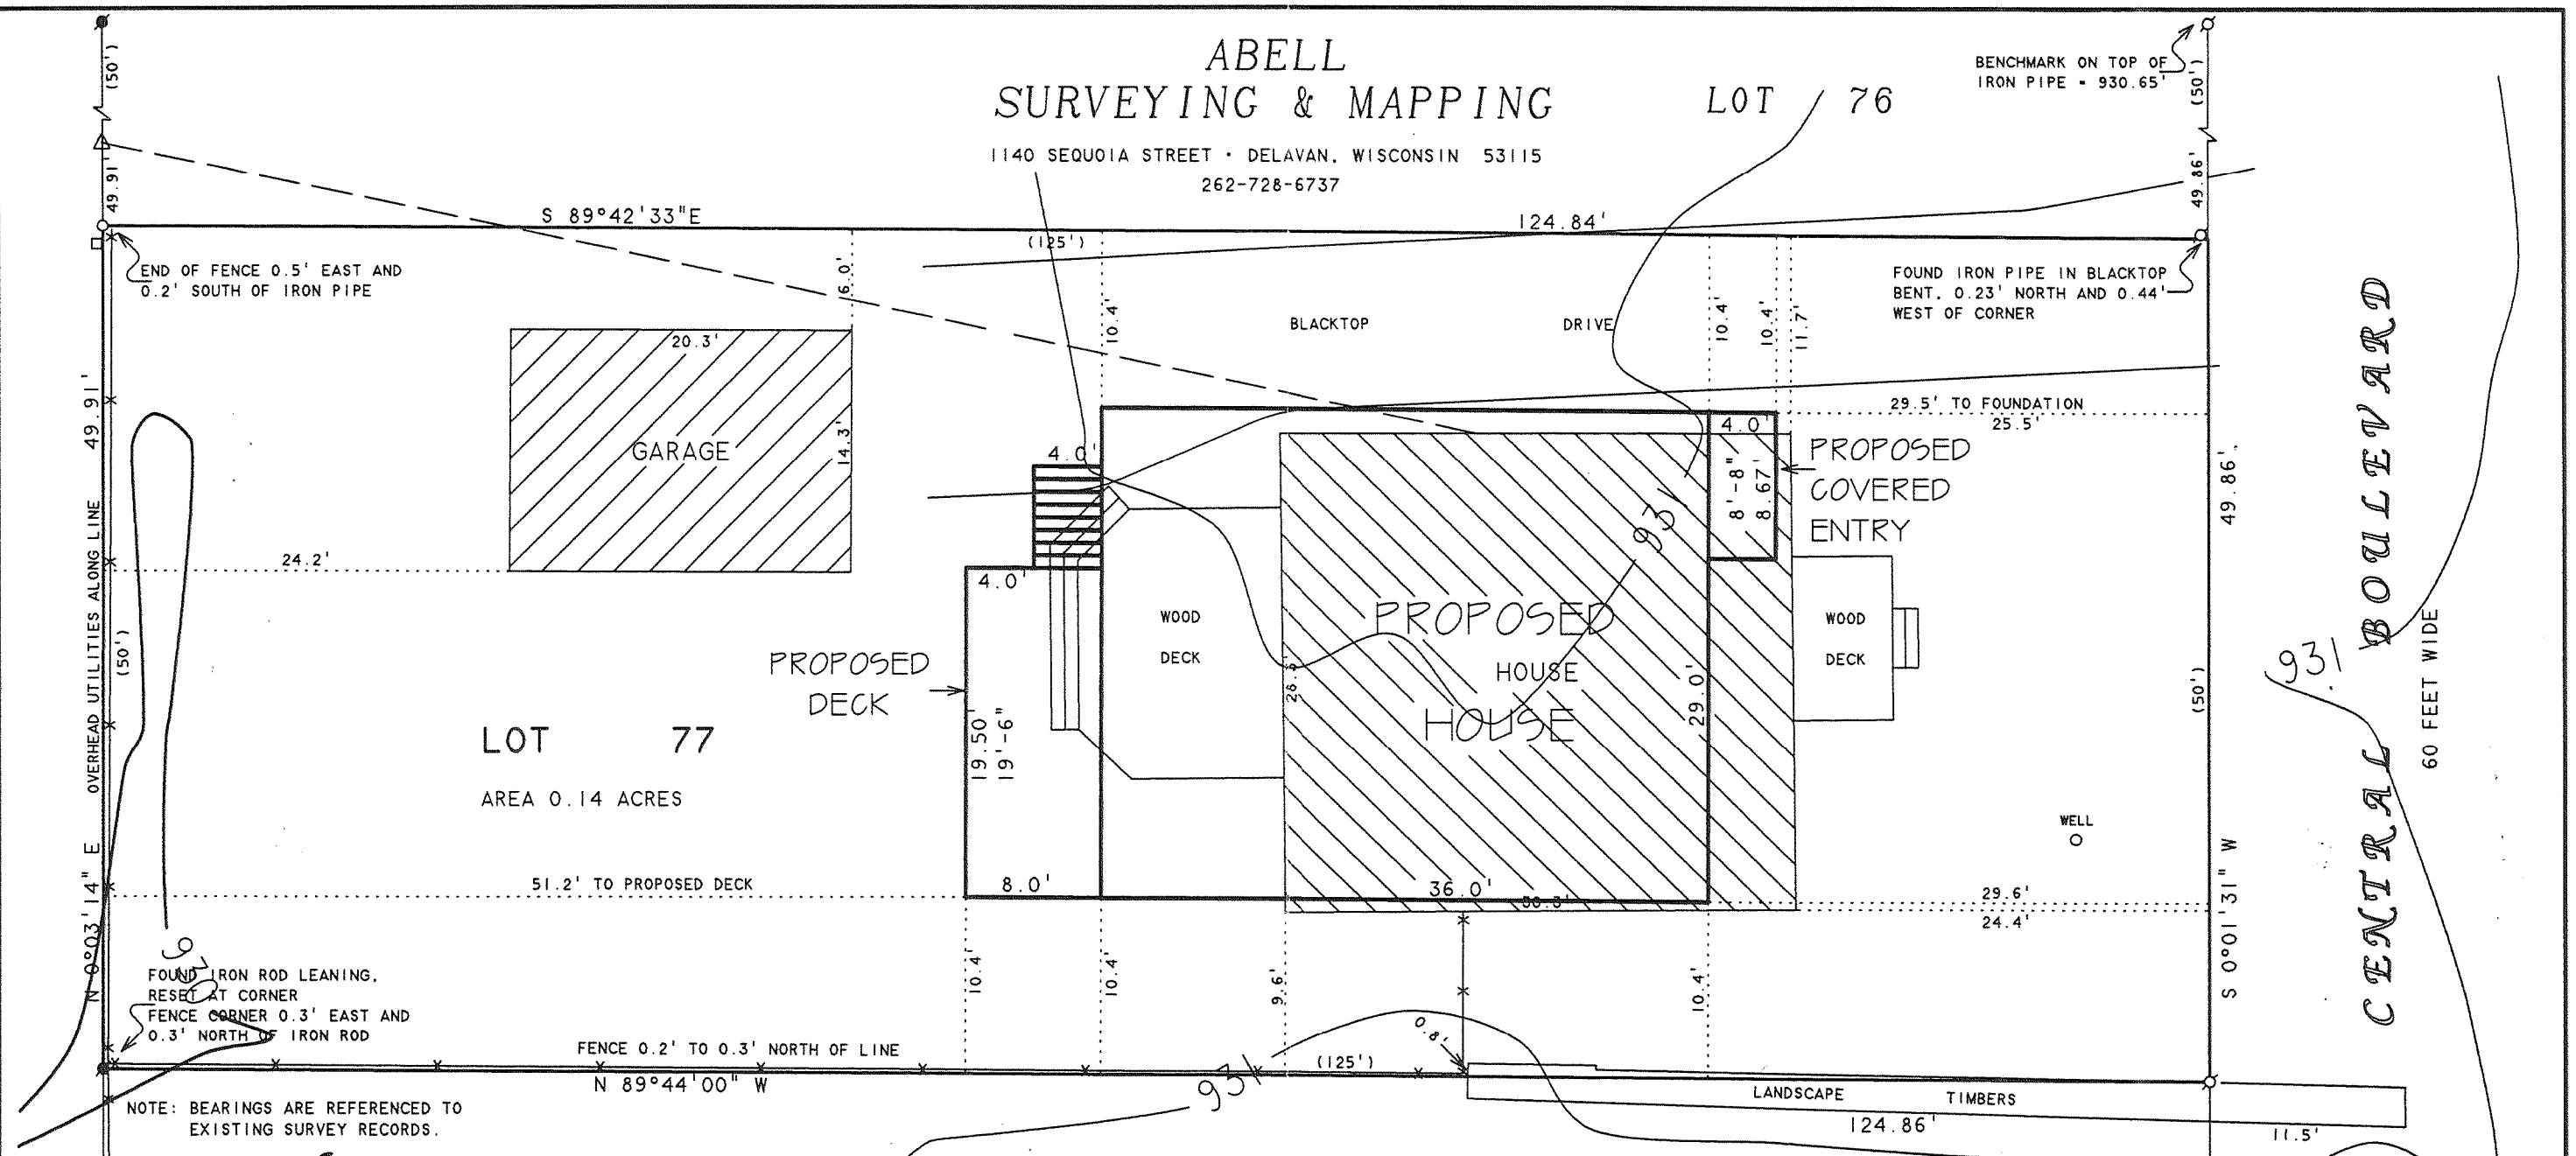 ABELL
SURVEYING & MAPPING
1140 SEQUOIA STREET • DELAVAN, WISCONSIN 53115
262-728-6737
LOT 76
BENCHMARK ON TOP OF
IRON PIPE = 930.65'
(50')
(50')
49.91'
49.86'
S 89°42'33"E
124.84'
(125')
END OF FENCE 0.5' EAST AND
0.2' SOUTH OF IRON PIPE
FOUND IRON PIPE IN BLACKTOP
BENT, 0.23' NORTH AND 0.44'
WEST OF CORNER
6.0'
10.4'
BLACKTOP DRIVE
10.4'
10.4'
11.7'
20.3'
GARAGE
14.3'
24.2'
29.5' TO FOUNDATION
25.5'
4.0'
4.0'
4.0'
8'-8"
8.67'
PROPOSED
COVERED
ENTRY
49.91'
OVERHEAD UTILITIES ALONG LINE
(50')
N 0°03'14" E
WOOD
DECK
PROPOSED
HOUSE
HOUSE
29.0'
931
WOOD
DECK
PROPOSED
DECK
19.50'
19'-6"
LOT 77
AREA 0.14 ACRES
49.86'
(50')
S 0°01'31" W
CENTRAL BOULEVARD
60 FEET WIDE
931
WELL
51.2' TO PROPOSED DECK
8.0'
36.0'
29.6'
24.4'
10.4'
10.4'
9.6'
10.4'
930
FOUND IRON ROD LEANING,
RESET AT CORNER
FENCE CORNER 0.3' EAST AND
0.3' NORTH OF IRON ROD
FENCE 0.2' TO 0.3' NORTH OF LINE
(125')
0.8'
931
N 89°44'00" W
LANDSCAPE TIMBERS
124.86'
11.5'
NOTE: BEARINGS ARE REFERENCED TO
EXISTING SURVEY RECORDS.